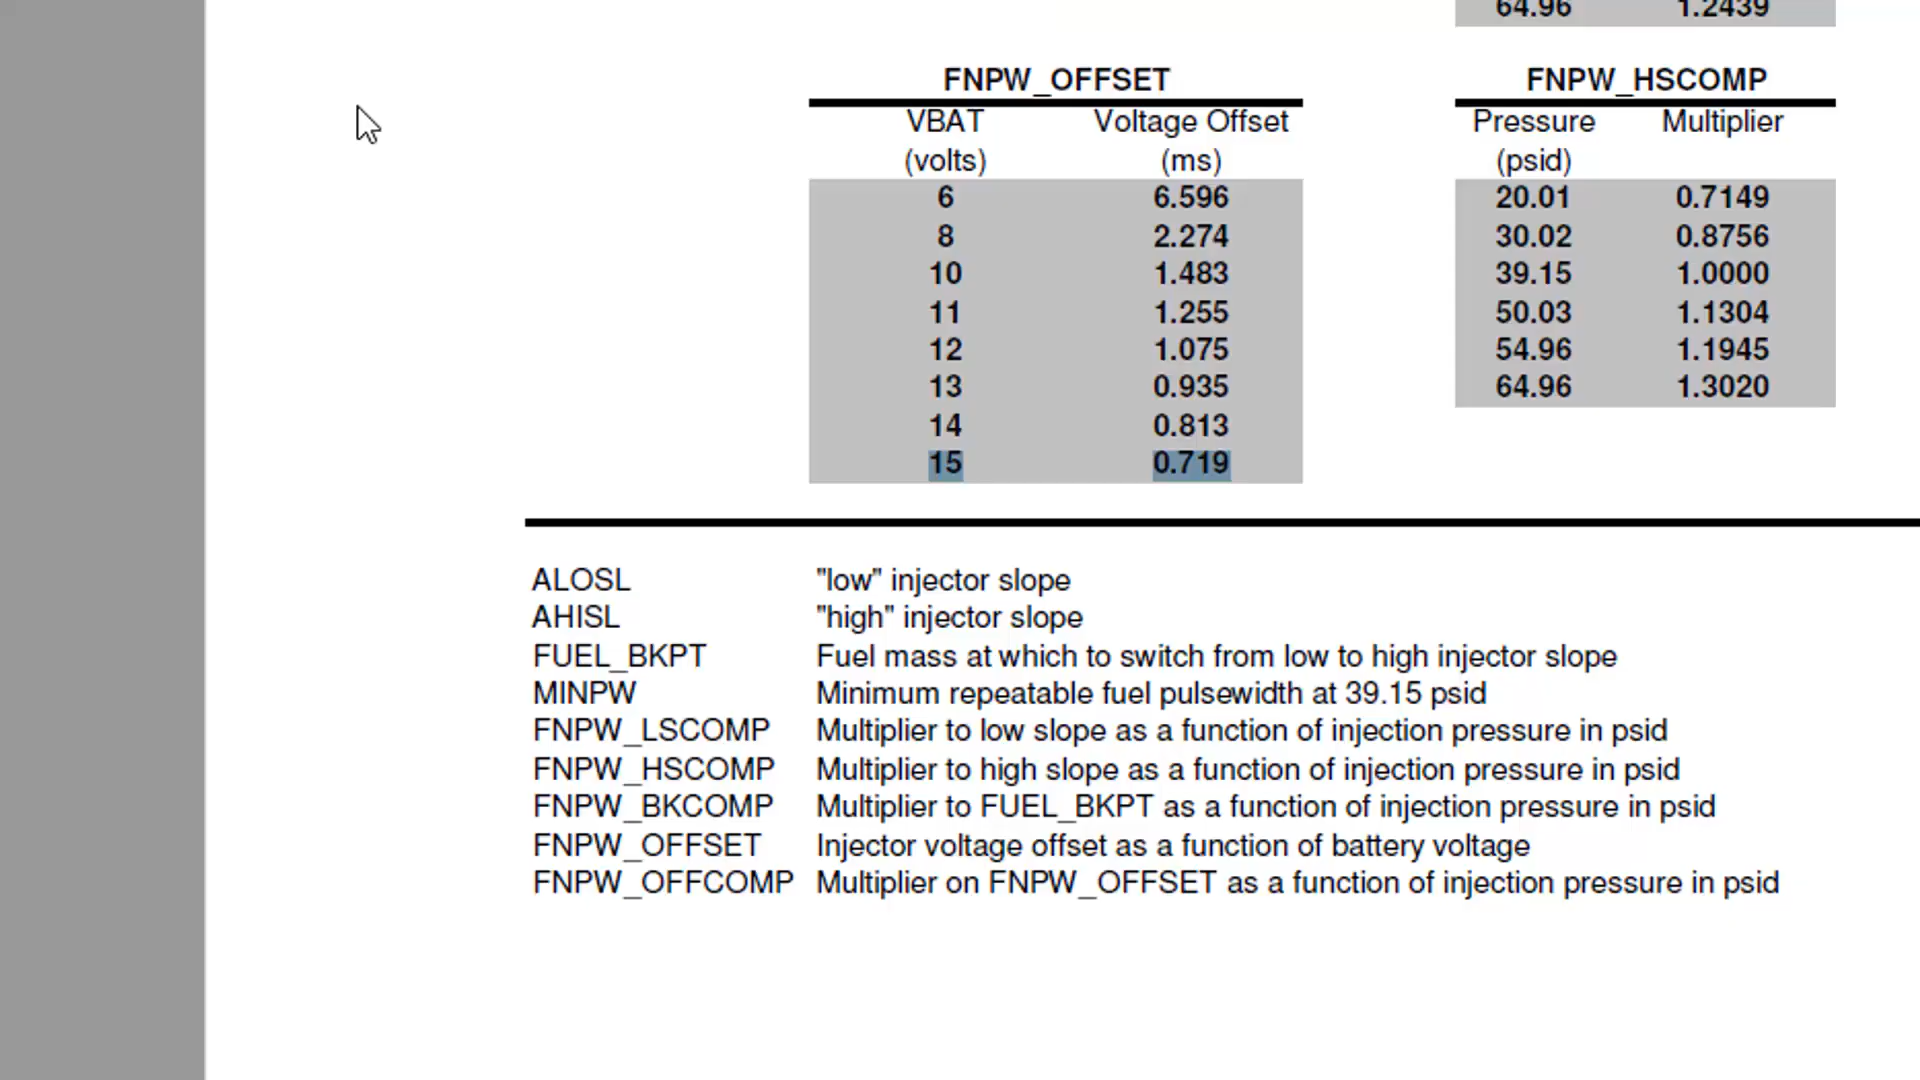 64.96 1.2439
FNPW_OFFSET FNPW_HSCOMP
VBAT Voltage Offset Pressure Multiplier
(volts) (ms) (psid)
6 6.596 20.01 0.7149
8 2.274 30.02 0.8756
10 1.483 39.15 1.0000
11 1.255 50.03 1.1304
12 1.075 54.96 1.1945
13 0.935 64.96 1.3020
14 0.813
15 0.719
ALOSL "low" injector slope
AHISL "high" injector slope
FUEL_BKPT Fuel mass at which to switch from low to high injector slope
MINPW Minimum repeatable fuel pulsewidth at 39.15 psid
FNPW_LSCOMP Multiplier to low slope as a function of injection pressure in psid
FNPW_HSCOMP Multiplier to high slope as a function of injection pressure in psid
FNPW_BKCOMP Multiplier to FUEL_BKPT as a function of injection pressure in psid
FNPW_OFFSET Injector voltage offset as a function of battery voltage
FNPW_OFFCOMP Multiplier on FNPW_OFFSET as a function of injection pressure in psid